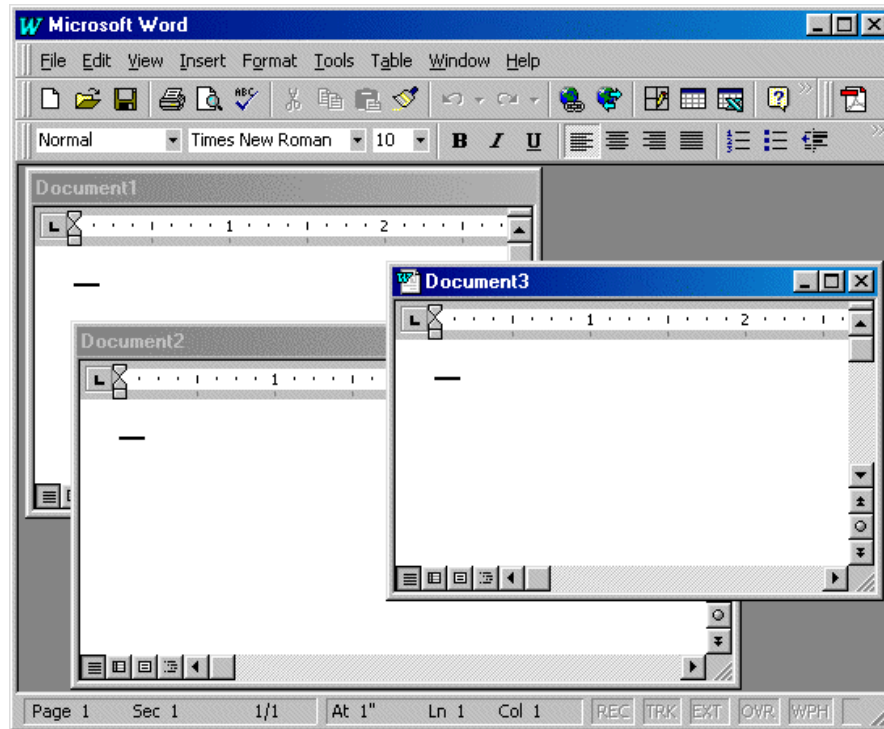 Microsoft Word
File Edit View Insert Format Tools Table Window Help
ABC
Normal Times New Roman 10 B I U
Document1
1 2
Document3
1 2
Document2
1
Page 1 Sec 1 1/1 At 1" Ln 1 Col 1 REC TRK EXT OVR WPH